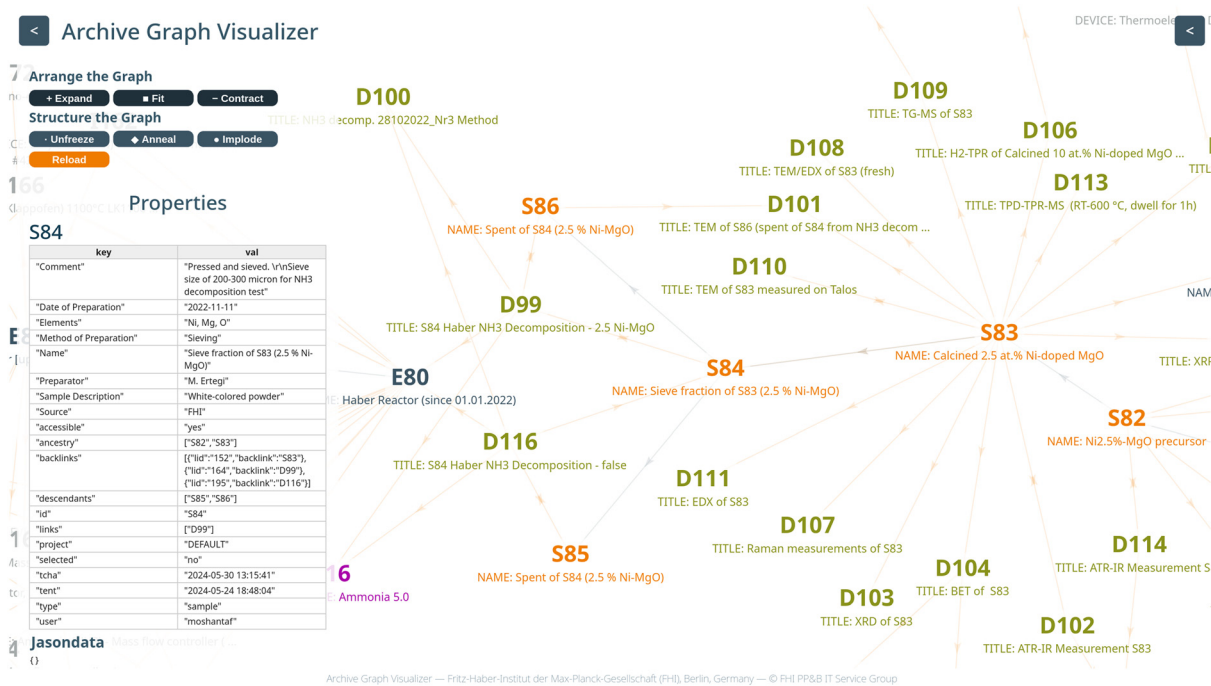 <
Archive Graph Visualizer
DEVICE: Thermoele
<
Arrange the Graph
+ Expand
■ Fit
− Contract
Structure the Graph
· Unfreeze
◆ Anneal
● Implode
Reload
Properties
S84
key val
"Comment" "Pressed and sieved. \r\nSieve
size of 200-300 micron for NH3
decomposition test"
"Date of Preparation" "2022-11-11"
"Elements" "Ni, Mg, O"
"Method of Preparation" "Sieving"
"Name" "Sieve fraction of S83 (2.5 % Ni-
MgO)"
"Preparator" "M. Ertegi"
"Sample Description" "White-colored powder"
"Source" "FHI"
"accessible" "yes"
"ancestry" ["S82","S83"]
"backlinks" [{"lid":"152","backlink":"S83"},
{"lid":"164","backlink":"D99"},
{"lid":"195","backlink":"D116"}]
"descendants" ["S85","S86"]
"id" "S84"
"links" ["D99"]
"project" "DEFAULT"
"selected" "no"
"tcha" "2024-05-30 13:15:41"
"tent" "2024-05-24 18:48:04"
"type" "sample"
"user" "moshantaf"
Jasondata
{}
166
D100
TITLE: NH3 decomp. 28102022_Nr3 Method
D109
TITLE: TG-MS of S83
D106
TITLE: H2-TPR of Calcined 10 at.% Ni-doped MgO ...
D108
TITLE: TEM/EDX of S83 (fresh)
D113
TITLE: TPD-TPR-MS (RT-600 °C, dwell for 1h)
S86
NAME: Spent of S84 (2.5 % Ni-MgO)
D101
TITLE: TEM of S86 (spent of S84 from NH3 decom ...
D110
TITLE: TEM of S83 measured on Talos
NAM
D99
TITLE: S84 Haber NH3 Decomposition - 2.5 Ni-MgO
S83
NAME: Calcined 2.5 at.% Ni-doped MgO
TITLE: XRF
E80
Haber Reactor (since 01.01.2022)
S84
NAME: Sieve fraction of S83 (2.5 % Ni-MgO)
S82
NAME: Ni2.5%-MgO precursor
D116
TITLE: S84 Haber NH3 Decomposition - false
D111
TITLE: EDX of S83
D107
TITLE: Raman measurements of S83
D114
TITLE: ATR-IR Measurement S
S85
NAME: Spent of S84 (2.5 % Ni-MgO)
16
Ammonia 5.0
D104
TITLE: BET of S83
D103
TITLE: XRD of S83
D102
TITLE: ATR-IR Measurement S83
Mass flow controller (...
Archive Graph Visualizer — Fritz-Haber-Institut der Max-Planck-Gesellschaft (FHI), Berlin, Germany — © FHI PP&B IT Service Group